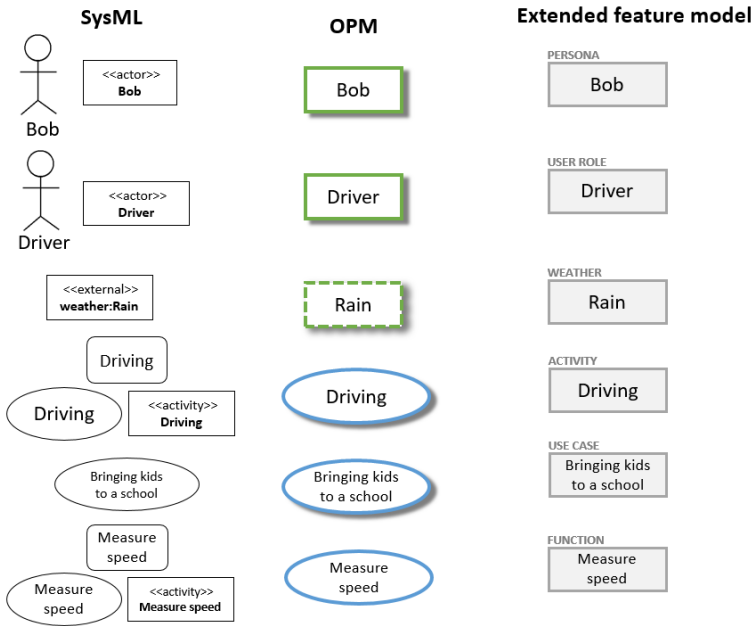 SysML
OPM
Extended feature model
<<actor>>
Bob
Bob
Bob
PERSONA
Bob
<<actor>>
Driver
Driver
Driver
USER ROLE
Driver
<<external>>
weather:Rain
Rain
WEATHER
Rain
Driving
Driving
<<activity>>
Driving
Driving
ACTIVITY
Driving
Bringing kids
to a school
Bringing kids
to a school
USE CASE
Bringing kids
to a school
Measure
speed
Measure
speed
<<activity>>
Measure speed
Measure
speed
FUNCTION
Measure
speed